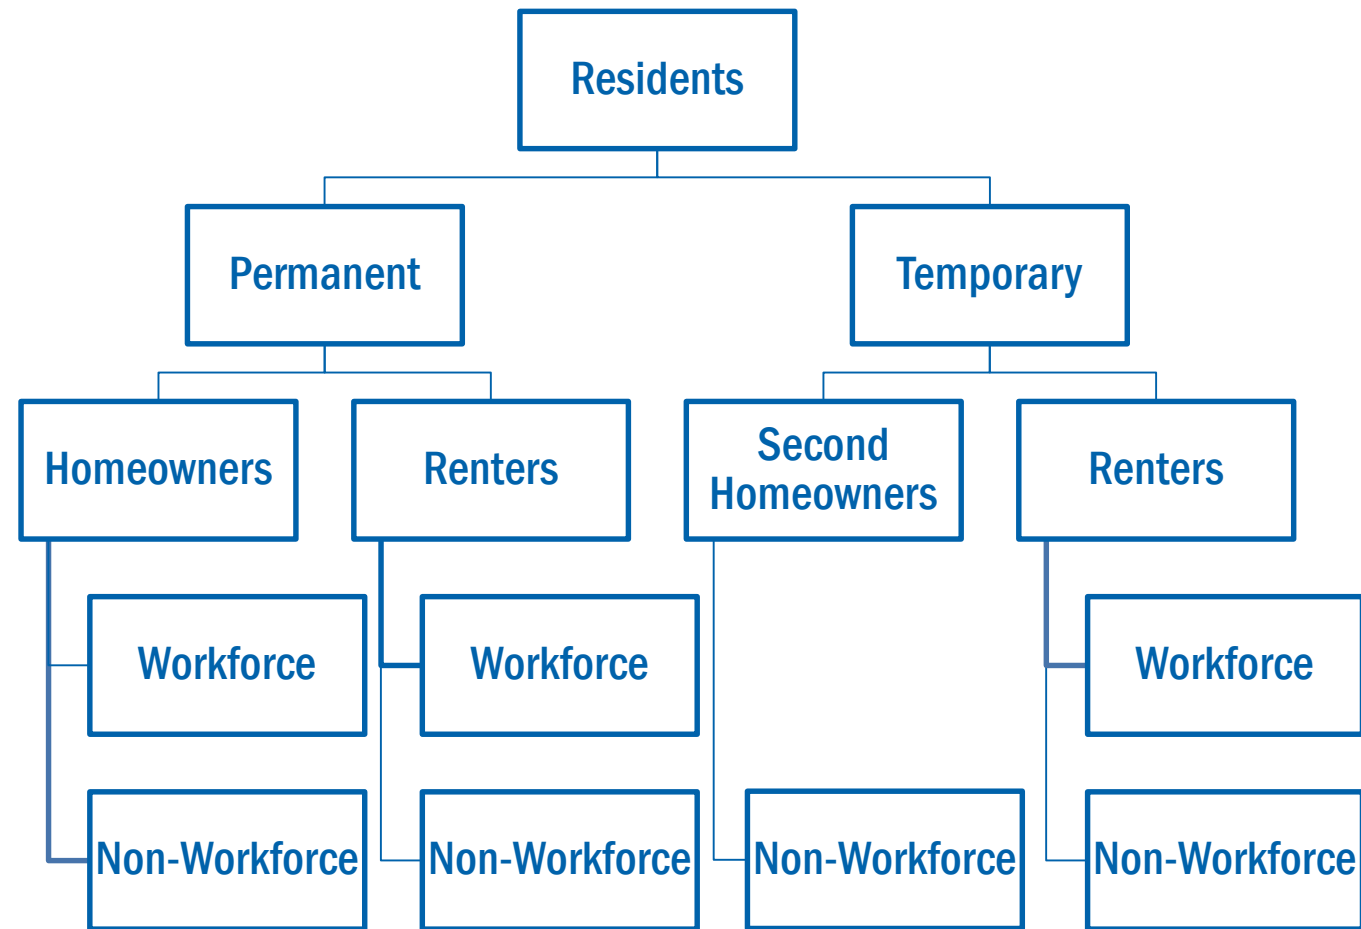 Residents
Permanent
Temporary
Homeowners
Renters
Second
Homeowners
Renters
Workforce
Workforce
Workforce
Non-Workforce
Non-Workforce
Non-Workforce
Non-Workforce